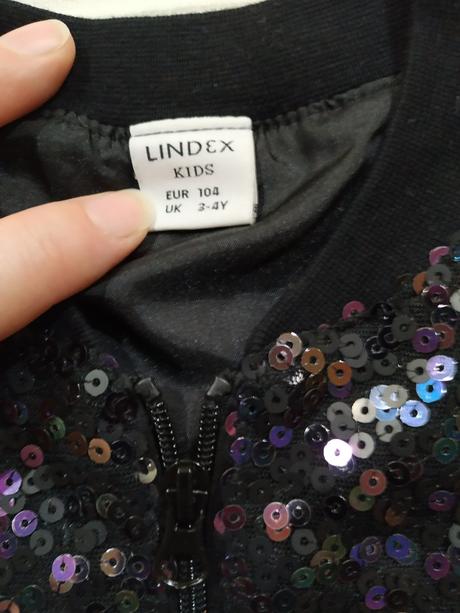 LINDEX
KIDS
EUR 104
UK 3-4Y